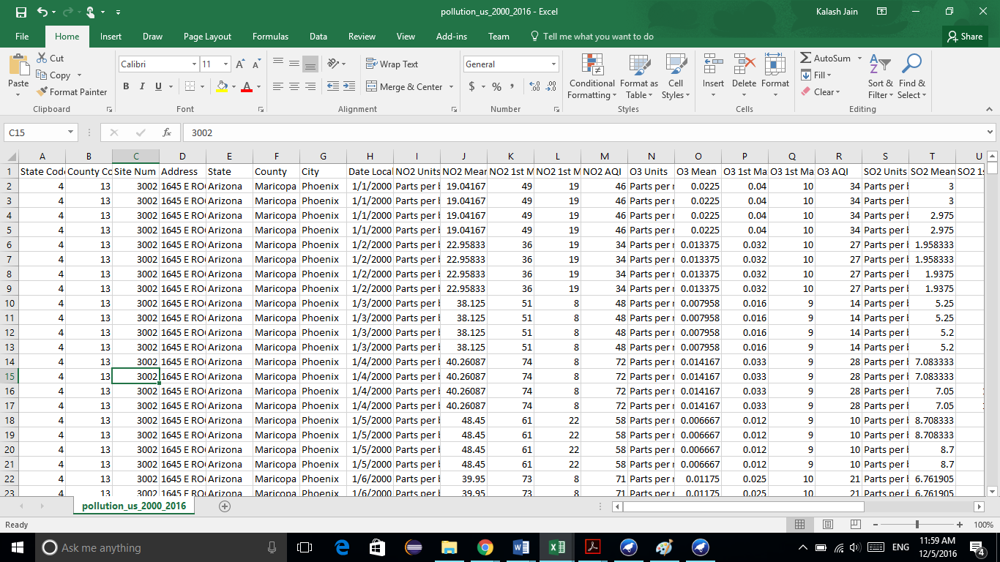 pollution_us_2000_2016 - Excel Kalash Jain
File Home Insert Draw Page Layout Formulas Data Review View Add-ins Team Tell me what you want to do Share
Cut
Copy
Format Painter
Paste
Clipboard
Calibri 11
B I U
Font
Wrap Text
Merge & Center
Alignment
General
$ % ,
Number
Conditional Formatting
Format as Table
Cell Styles
Styles
Insert Delete Format
Cells
AutoSum
Fill
Clear
Sort & Filter
Find & Select
Editing
C15 fx 3002
A B C D E F G H I J K L M N O P Q R S T U
1 State Code County Co Site Num Address State County City Date Local NO2 Units NO2 Mean NO2 1st M NO2 1st M NO2 AQI O3 Units O3 Mean O3 1st Ma O3 1st Ma O3 AQI SO2 Units SO2 Mean SO2 1s
2 4 13 3002 1645 E RO Arizona Maricopa Phoenix 1/1/2000 Parts per b 19.04167 49 19 46 Parts per r 0.0225 0.04 10 34 Parts per b 3
3 4 13 3002 1645 E RO Arizona Maricopa Phoenix 1/1/2000 Parts per b 19.04167 49 19 46 Parts per r 0.0225 0.04 10 34 Parts per b 3
4 4 13 3002 1645 E RO Arizona Maricopa Phoenix 1/1/2000 Parts per b 19.04167 49 19 46 Parts per r 0.0225 0.04 10 34 Parts per b 2.975
5 4 13 3002 1645 E RO Arizona Maricopa Phoenix 1/1/2000 Parts per b 19.04167 49 19 46 Parts per r 0.0225 0.04 10 34 Parts per b 2.975
6 4 13 3002 1645 E RO Arizona Maricopa Phoenix 1/2/2000 Parts per b 22.95833 36 19 34 Parts per r 0.013375 0.032 10 27 Parts per b 1.958333
7 4 13 3002 1645 E RO Arizona Maricopa Phoenix 1/2/2000 Parts per b 22.95833 36 19 34 Parts per r 0.013375 0.032 10 27 Parts per b 1.958333
8 4 13 3002 1645 E RO Arizona Maricopa Phoenix 1/2/2000 Parts per b 22.95833 36 19 34 Parts per r 0.013375 0.032 10 27 Parts per b 1.9375
9 4 13 3002 1645 E RO Arizona Maricopa Phoenix 1/2/2000 Parts per b 22.95833 36 19 34 Parts per r 0.013375 0.032 10 27 Parts per b 1.9375
10 4 13 3002 1645 E RO Arizona Maricopa Phoenix 1/3/2000 Parts per b 38.125 51 8 48 Parts per r 0.007958 0.016 9 14 Parts per b 5.25
11 4 13 3002 1645 E RO Arizona Maricopa Phoenix 1/3/2000 Parts per b 38.125 51 8 48 Parts per r 0.007958 0.016 9 14 Parts per b 5.25
12 4 13 3002 1645 E RO Arizona Maricopa Phoenix 1/3/2000 Parts per b 38.125 51 8 48 Parts per r 0.007958 0.016 9 14 Parts per b 5.2
13 4 13 3002 1645 E RO Arizona Maricopa Phoenix 1/3/2000 Parts per b 38.125 51 8 48 Parts per r 0.007958 0.016 9 14 Parts per b 5.2
14 4 13 3002 1645 E RO Arizona Maricopa Phoenix 1/4/2000 Parts per b 40.26087 74 8 72 Parts per r 0.014167 0.033 9 28 Parts per b 7.083333
15 4 13 3002 1645 E RO Arizona Maricopa Phoenix 1/4/2000 Parts per b 40.26087 74 8 72 Parts per r 0.014167 0.033 9 28 Parts per b 7.083333
16 4 13 3002 1645 E RO Arizona Maricopa Phoenix 1/4/2000 Parts per b 40.26087 74 8 72 Parts per r 0.014167 0.033 9 28 Parts per b 7.05
17 4 13 3002 1645 E RO Arizona Maricopa Phoenix 1/4/2000 Parts per b 40.26087 74 8 72 Parts per r 0.014167 0.033 9 28 Parts per b 7.05
18 4 13 3002 1645 E RO Arizona Maricopa Phoenix 1/5/2000 Parts per b 48.45 61 22 58 Parts per r 0.006667 0.012 9 10 Parts per b 8.708333
19 4 13 3002 1645 E RO Arizona Maricopa Phoenix 1/5/2000 Parts per b 48.45 61 22 58 Parts per r 0.006667 0.012 9 10 Parts per b 8.708333
20 4 13 3002 1645 E RO Arizona Maricopa Phoenix 1/5/2000 Parts per b 48.45 61 22 58 Parts per r 0.006667 0.012 9 10 Parts per b 8.7
21 4 13 3002 1645 E RO Arizona Maricopa Phoenix 1/5/2000 Parts per b 48.45 61 22 58 Parts per r 0.006667 0.012 9 10 Parts per b 8.7
22 4 13 3002 1645 E RO Arizona Maricopa Phoenix 1/6/2000 Parts per b 39.95 73 8 71 Parts per r 0.01175 0.025 10 21 Parts per b 6.761905
23 4 13 3002 1645 E RO Arizona Maricopa Phoenix 1/6/2000 Parts per b 39.95 73 8 71 Parts per r 0.01175 0.025 10 21 Parts per b 6.761905
pollution_us_2000_2016
Ready 100%
Ask me anything ENG 11:59 AM
12/5/2016 4